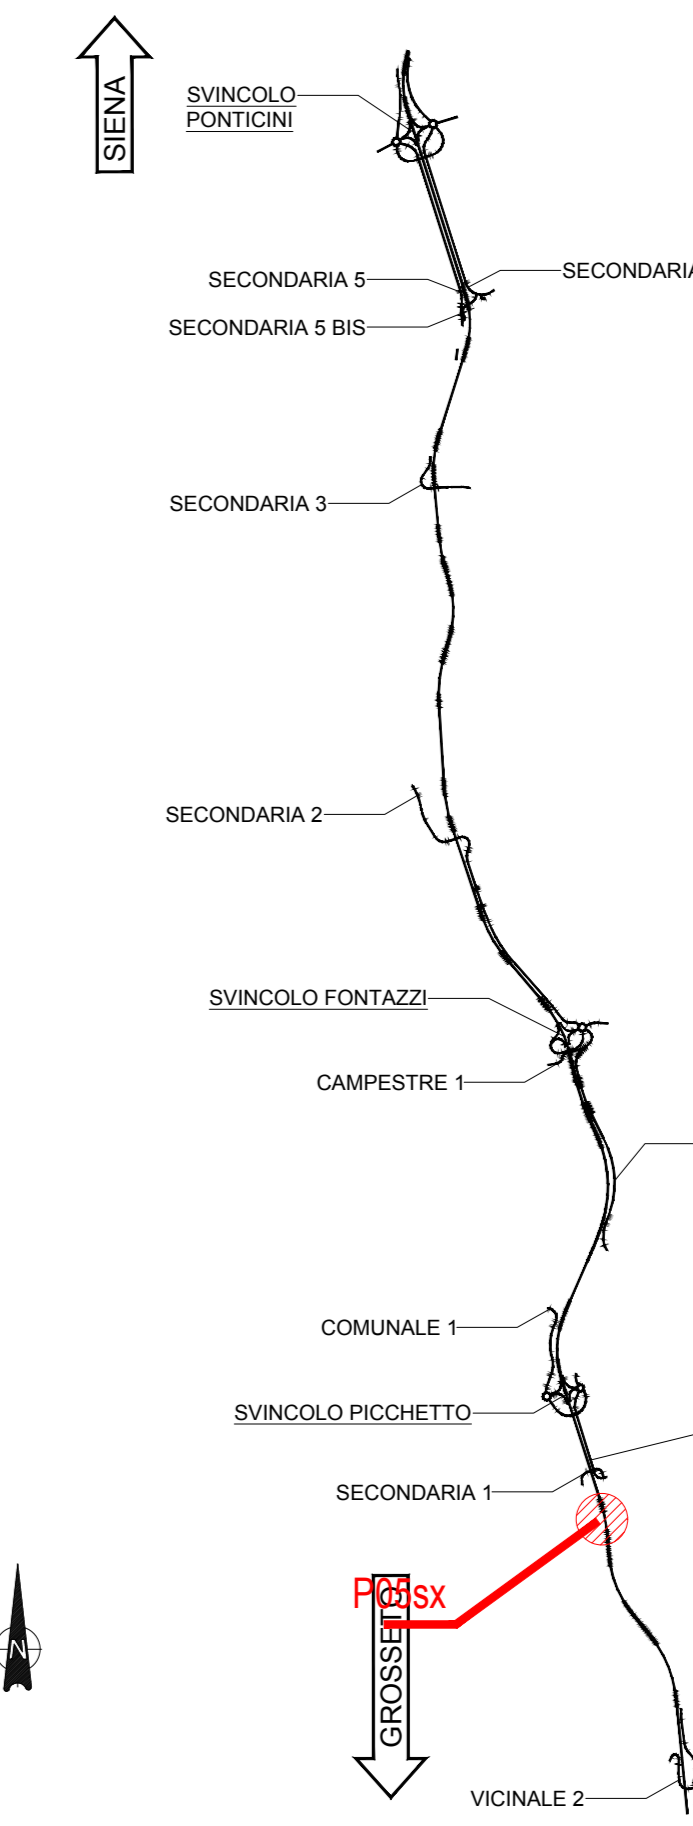 SIENA
SVINCOLO
PONTICINI
SECONDARIA 5
SECONDARIA
SECONDARIA 5 BIS
SECONDARIA 3
SECONDARIA 2
SVINCOLO FONTAZZI
CAMPESTRE 1
COMUNALE 1
SVINCOLO PICCHETTO
SECONDARIA 1
P05sx
GROSSETO
N
VICINALE 2